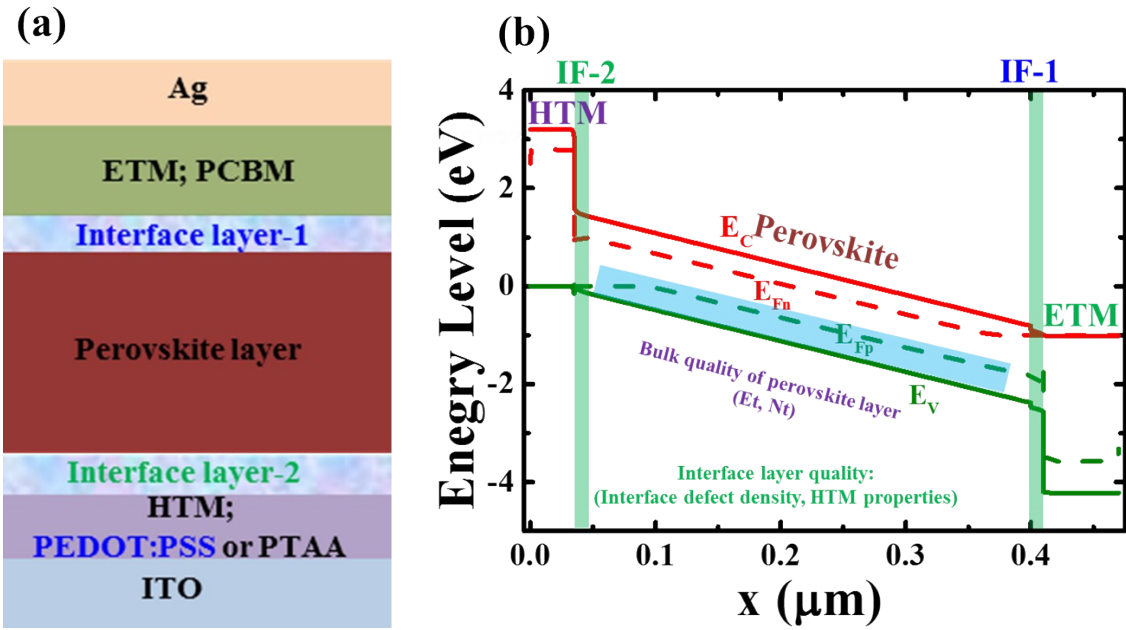 (a)
Ag
ETM; PCBM
Interface layer-1
Perovskite layer
Interface layer-2
HTM;
PEDOT:PSS or PTAA
ITO
(b)
IF-2
IF-1
HTM
E_C Perovskite
E_Fn
ETM
E_Fp
Bulk quality of perovskite layer
(Et, Nt)
E_V
Interface layer quality:
(Interface defect density, HTM properties)
Enegry Level (eV)
4
2
0
-2
-4
0.0 0.1 0.2 0.3 0.4
x (μm)